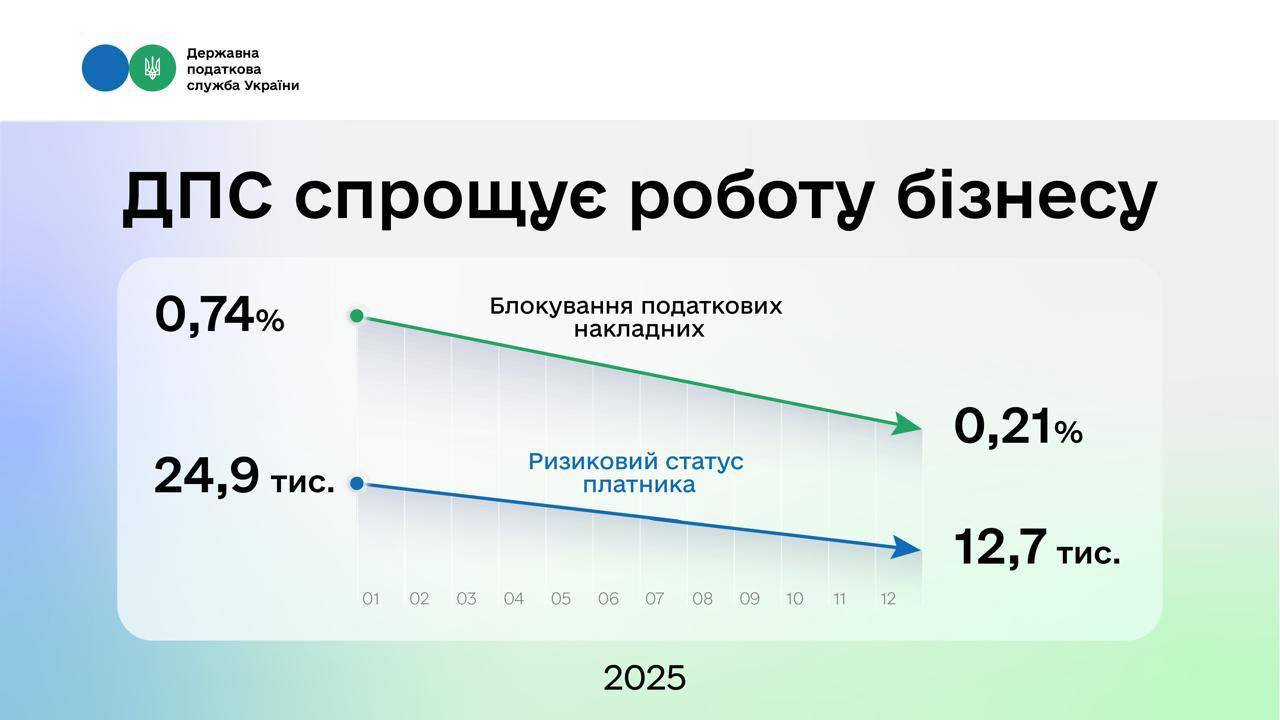 Державна
податкова
служба України
ДПС спрощує роботу бізнесу
0,74%
Блокування податкових
накладних
0,21%
24,9 тис.
Ризиковий статус
платника
12,7 тис.
01 02 03 04 05 06 07 08 09 10 11 12
2025